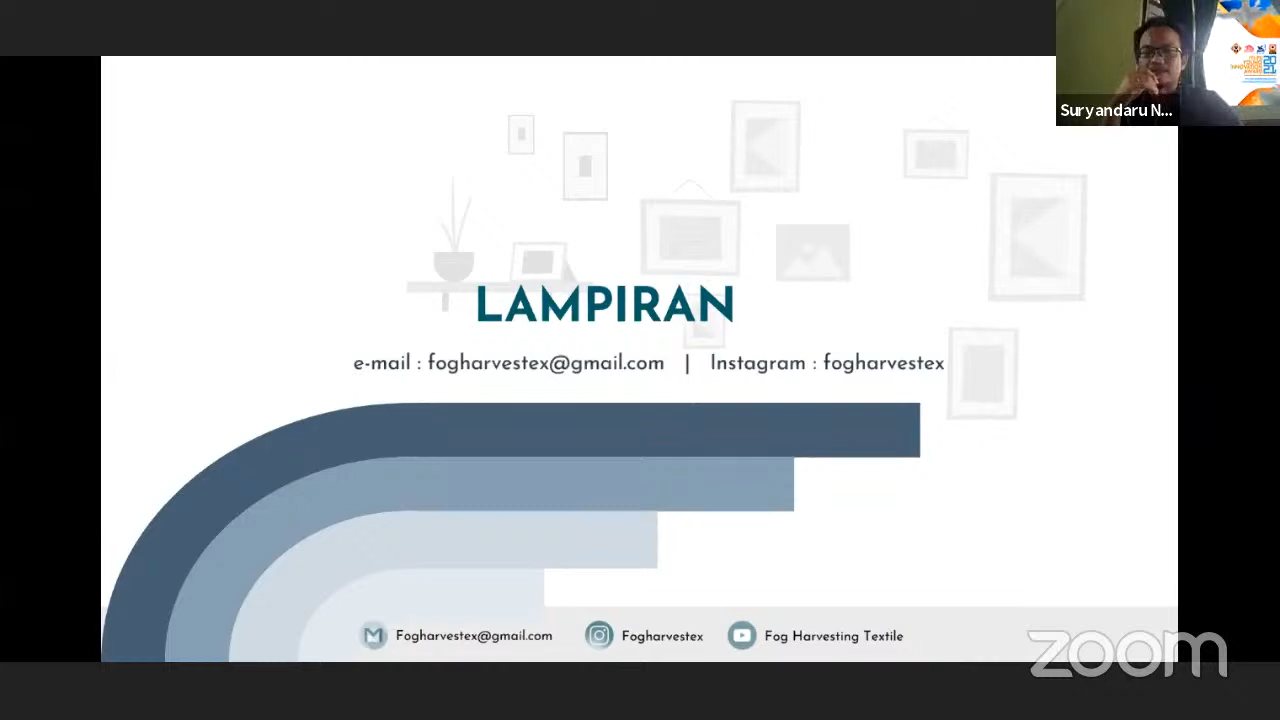 Suryandaru N...
LAMPIRAN
e-mail : fogharvestex@gmail.com | Instagram : fogharvestex
Fogharvestex@gmail.com Fogharvestex Fog Harvesting Textile
zoom